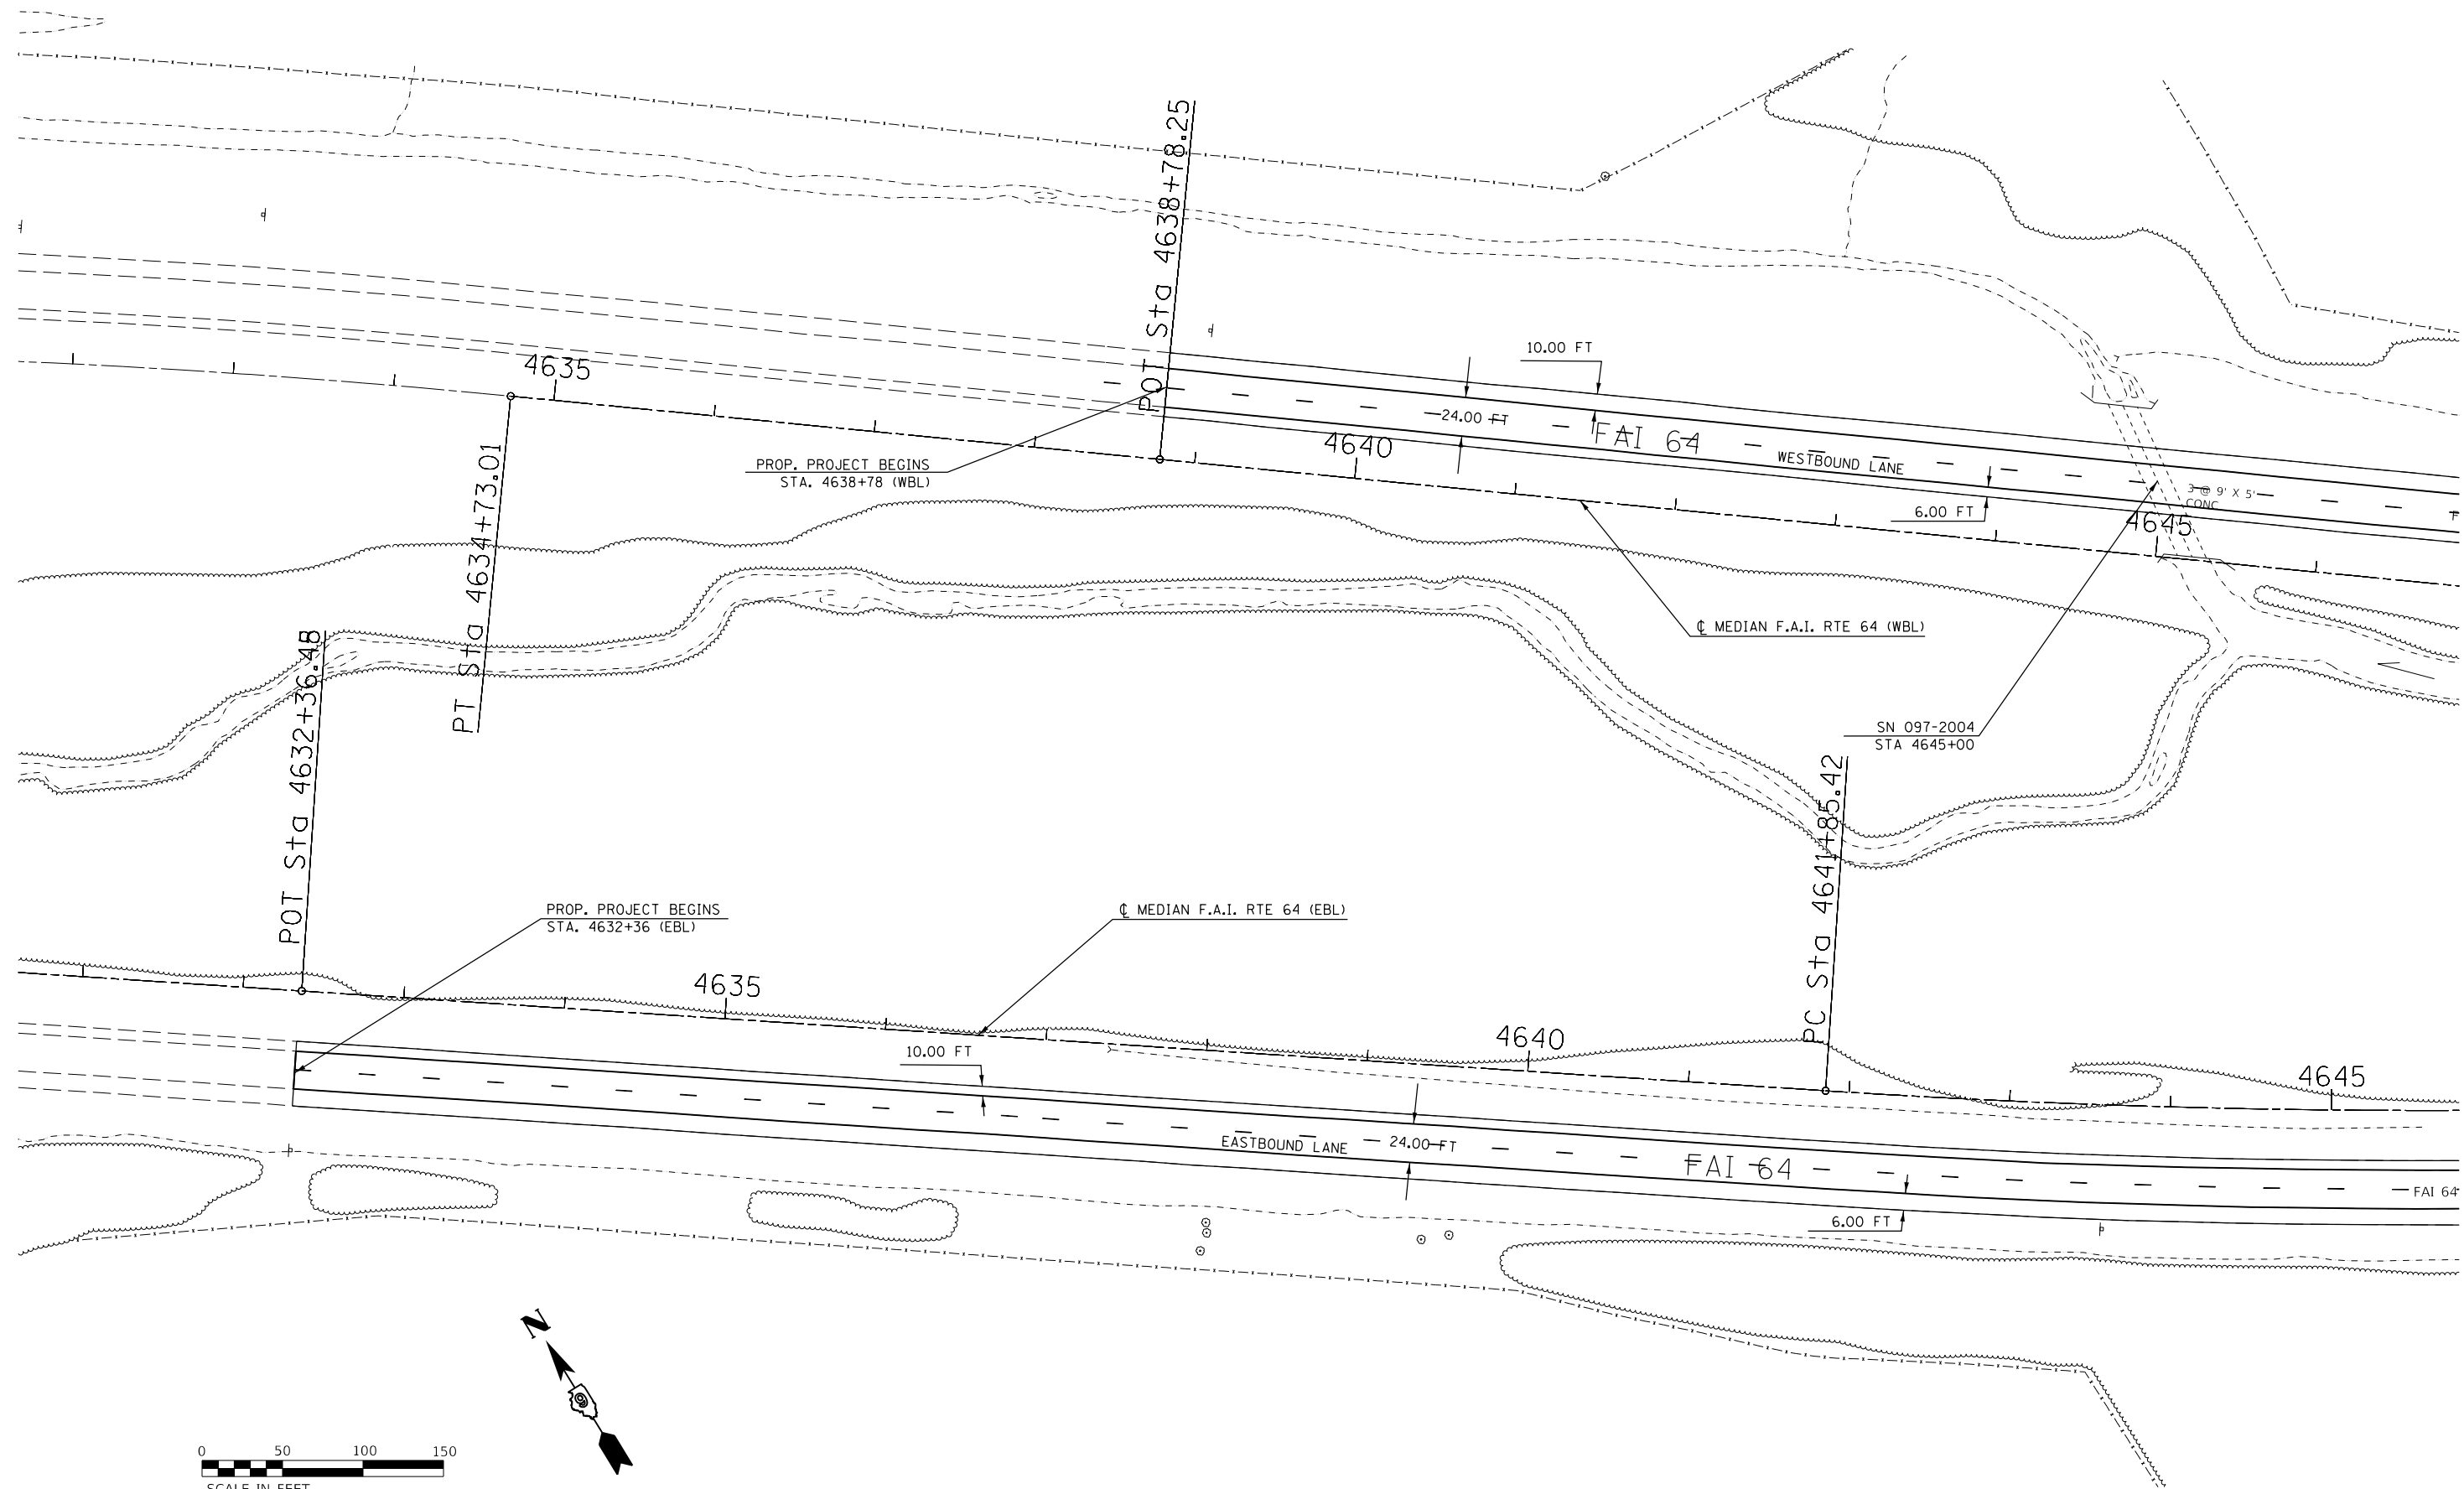 POT Sta 4638+78.25
10.00 FT
4635
24.00 FT
FAI 64
4640
WESTBOUND LANE
PROP. PROJECT BEGINS
STA. 4638+78 (WBL)
3 @ 9' X 5'
CONC
6.00 FT
4645
PT Sta 4634+73.01
℄ MEDIAN F.A.I. RTE 64 (WBL)
POT Sta 4632+36.48
SN 097-2004
STA 4645+00
PC Sta 4641+85.42
PROP. PROJECT BEGINS
STA. 4632+36 (EBL)
℄ MEDIAN F.A.I. RTE 64 (EBL)
4635
4640
10.00 FT
4645
EASTBOUND LANE
24.00 FT
FAI 64
FAI 64
6.00 FT
N
9
0 50 100 150
SCALE IN FEET